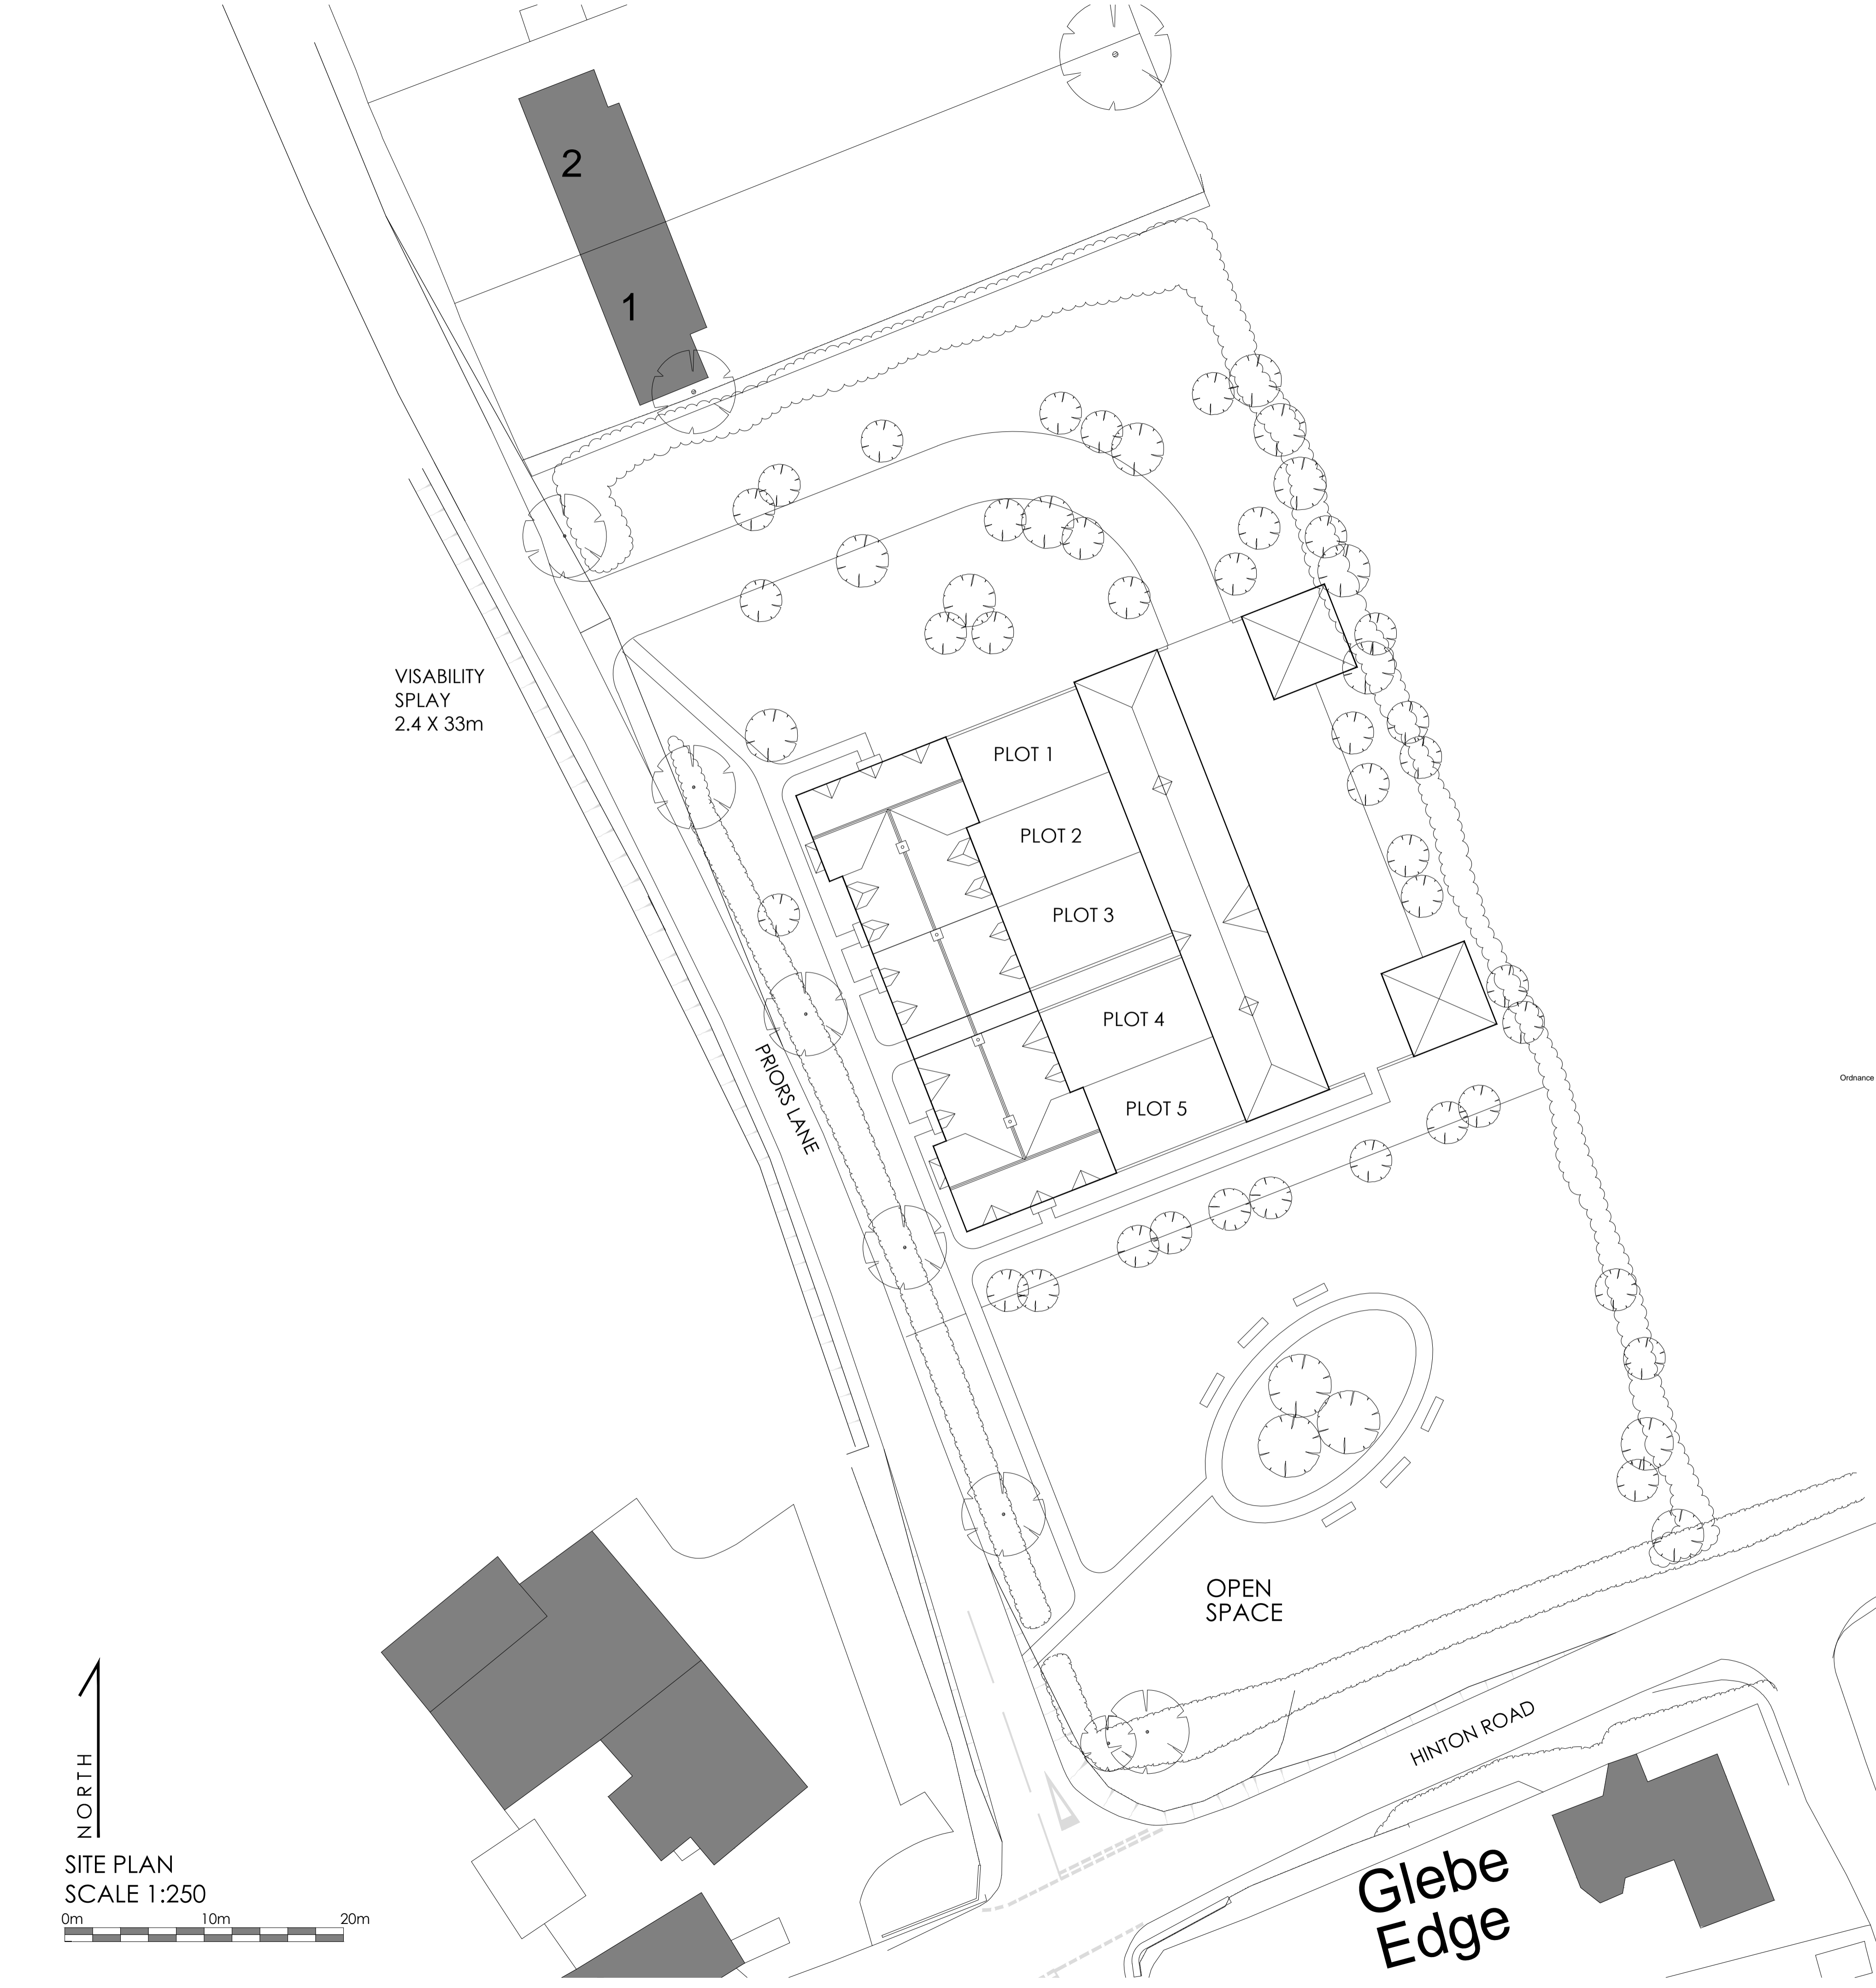 2
1
VISABILITY
SPLAY
2.4 X 33m
PLOT 1
PLOT 2
PLOT 3
PLOT 4
PLOT 5
PRIORS LANE
Ordnance
OPEN
SPACE
HINTON ROAD
Glebe
Edge
NORTH
SITE PLAN
SCALE 1:250
0m 10m 20m